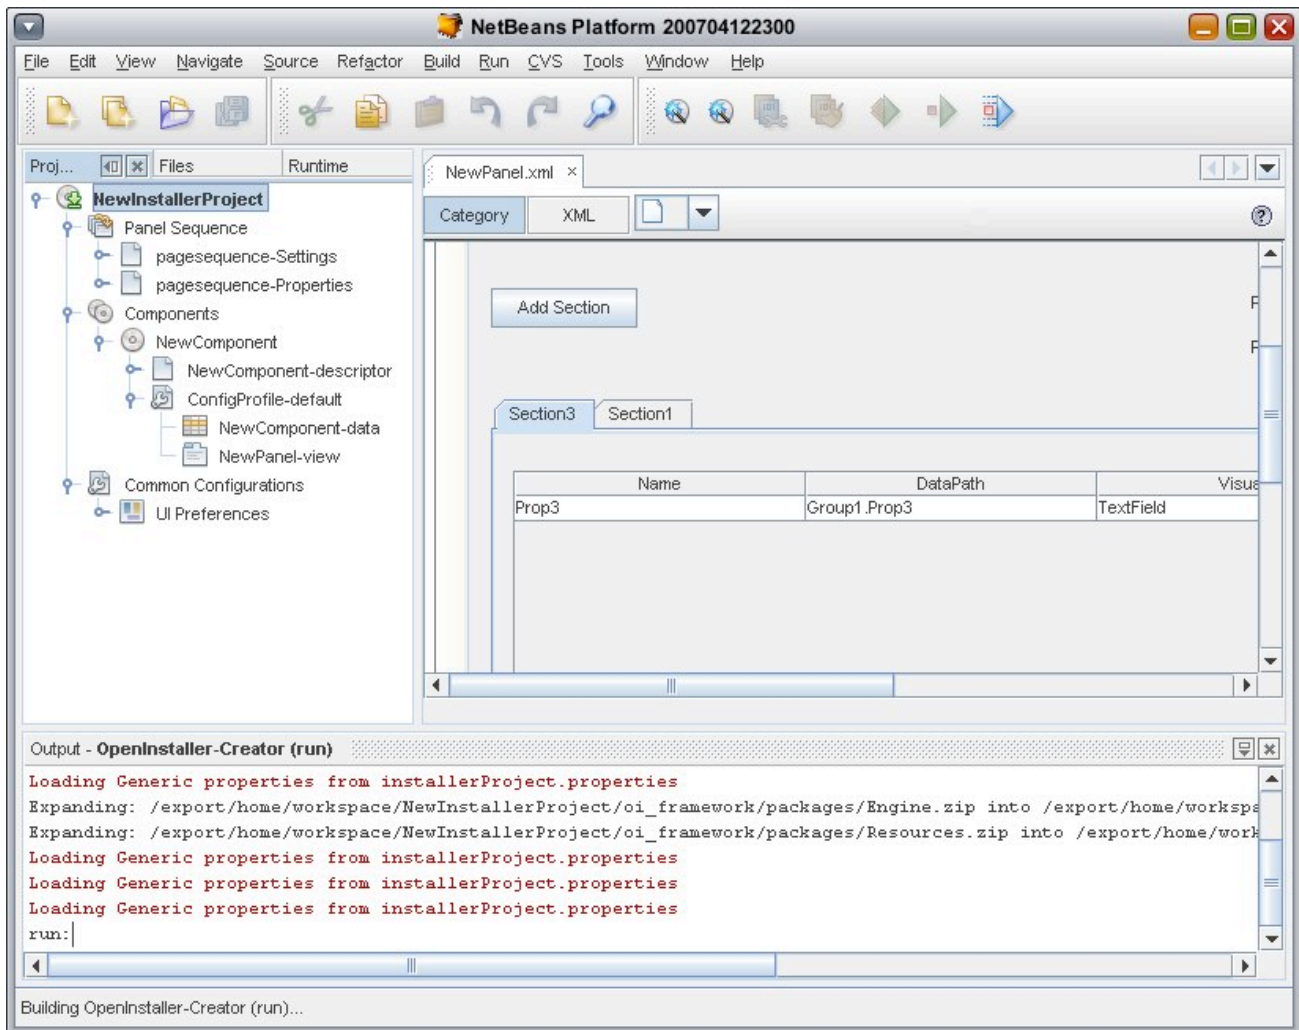 NetBeans Platform 200704122300
File Edit View Navigate Source Refactor Build Run CVS Tools Window Help
Proj... Files Runtime
NewInstallerProject
Panel Sequence
pagesequence-Settings
pagesequence-Properties
Components
NewComponent
NewComponent-descriptor
ConfigProfile-default
NewComponent-data
NewPanel-view
Common Configurations
UI Preferences
NewPanel.xml
Category XML
Add Section
Section3 Section1
Name DataPath Visua
Prop3 Group1.Prop3 TextField
Output - OpenInstaller-Creator (run)
Loading Generic properties from installerProject.properties
Expanding: /export/home/workspace/NewInstallerProject/oi_framework/packages/Engine.zip into /export/home/workspa
Expanding: /export/home/workspace/NewInstallerProject/oi_framework/packages/Resources.zip into /export/home/work
Loading Generic properties from installerProject.properties
Loading Generic properties from installerProject.properties
Loading Generic properties from installerProject.properties
run:
Building OpenInstaller-Creator (run)...